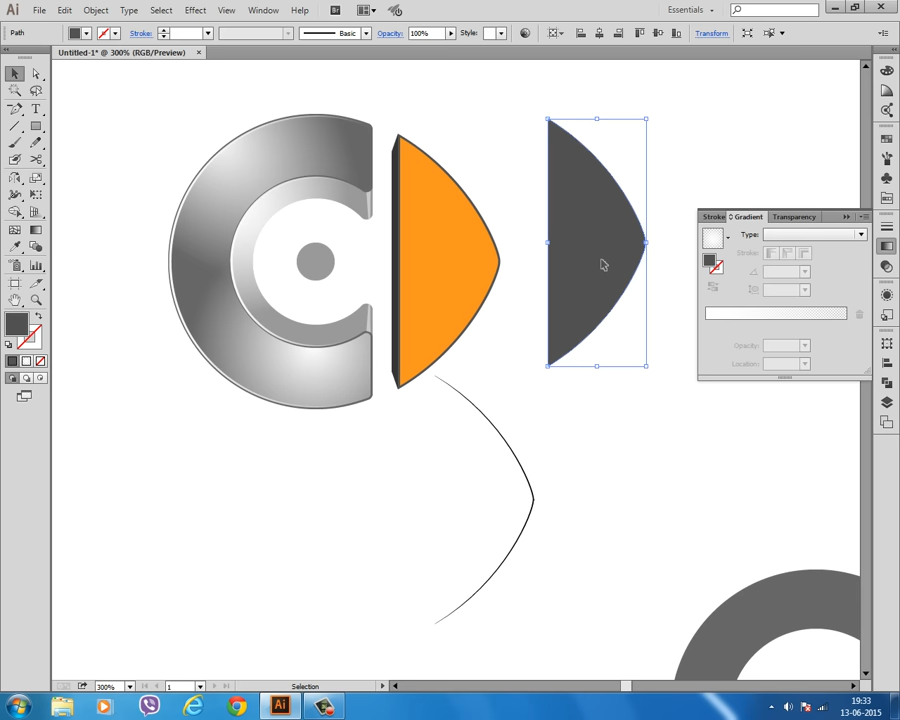 Ai File Edit Object Type Select Effect View Window Help Br Essentials
Path Stroke: Basic Opacity: 100% Style: Transform
Untitled-1* @ 300% (RGB/Preview) ×
Stroke Gradient Transparency
Type:
Stroke:
Opacity:
Location:
300% 1 Selection
Ai 19:33
13-06-2015